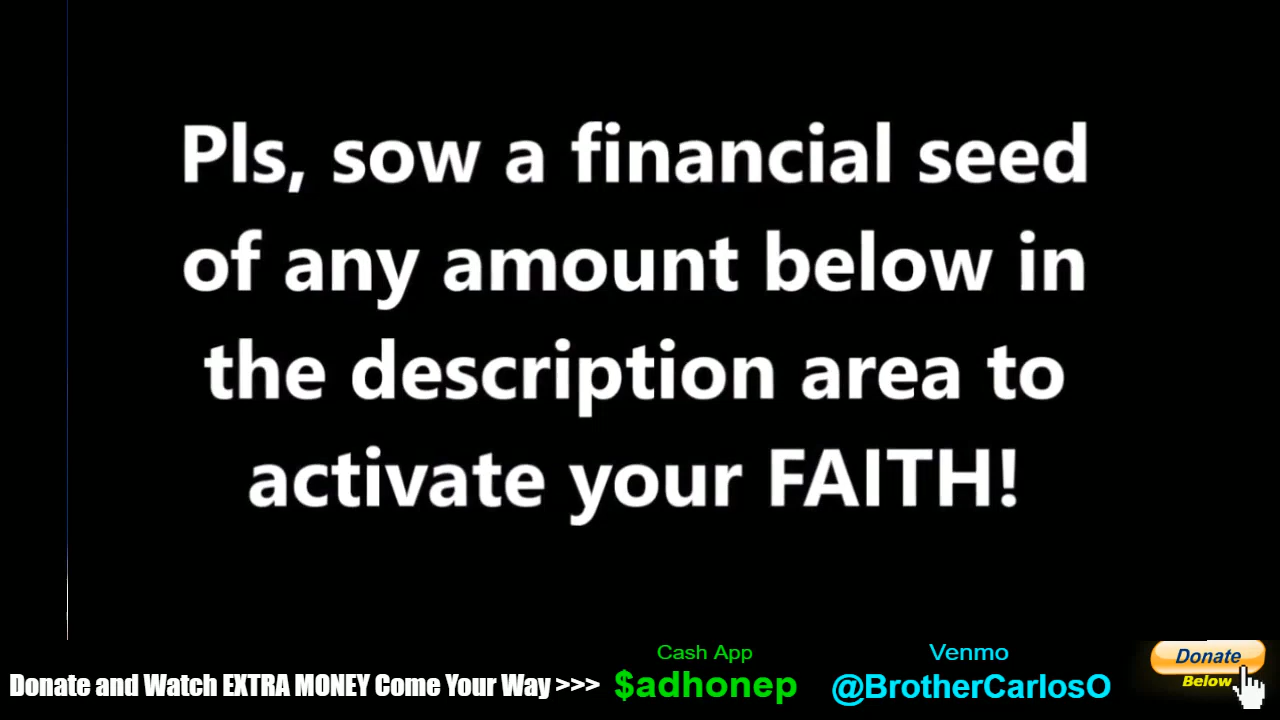 Pls, sow a financial seed
of any amount below in
the description area to
activate your FAITH!
Cash App
Venmo
Donate
Donate and Watch EXTRA MONEY Come Your Way >>>
$adhonep
@BrotherCarlosO
Below